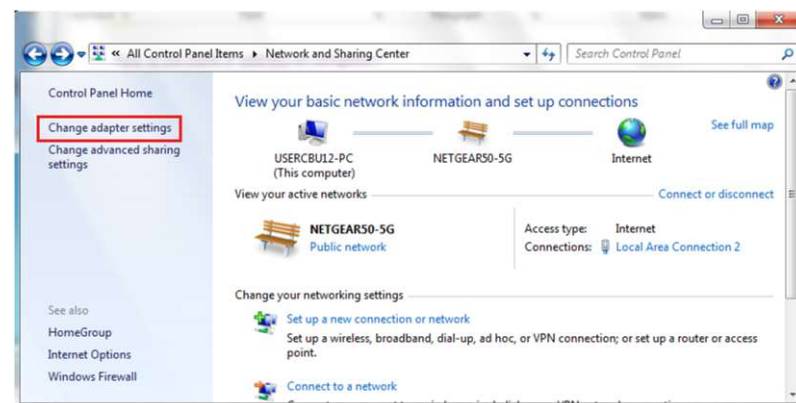 « All Control Panel Items ▸ Network and Sharing Center
Search Control Panel
Control Panel Home
Change adapter settings
Change advanced sharing
settings
See also
HomeGroup
Internet Options
Windows Firewall
View your basic network information and set up connections
See full map
USERCBU12-PC
(This computer)
NETGEAR50-5G
Internet
View your active networks
Connect or disconnect
NETGEAR50-5G
Public network
Access type: Internet
Connections: Local Area Connection 2
Change your networking settings
Set up a new connection or network
Set up a wireless, broadband, dial-up, ad hoc, or VPN connection; or set up a router or access
point.
Connect to a network